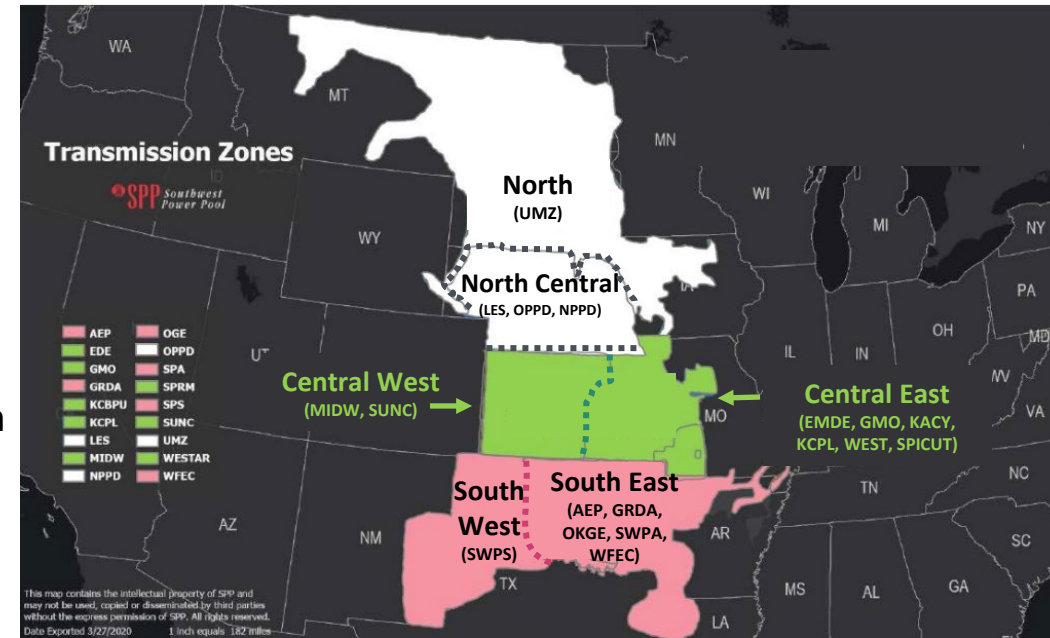 WA
MT
MN
Transmission Zones
SPP Southwest
Power Pool
North
(UMZ)
WI
MI
NY
WY
North Central
(LES, OPPD, NPPD)
IA
PA
OH
MD
AEP OGE
EDE OPPD
GMO SPA
GRDA SPRM
KCBPU SPS
KCPL SUNC
LES UMZ
MIDW WESTAR
NPPD WFEC
UT
IL
IN
WV
VA
Central West
(MIDW, SUNC)
MO
Central East
(EMDE, GMO, KACY,
KCPL, WEST, SPICUT)
n
NC
TN
South
West
(SWPS)
South East
(AEP, GRDA,
OKGE, SWPA,
WFEC)
AZ
NM
AR
SC
TX
MS
AL
GA
LA
This map contains the intellectual property of SPP and
may not be used, copied or disseminated by third parties
without the express permission of SPP. All rights reserved.
Date Exported 3/27/2020 1 inch equals 182 miles